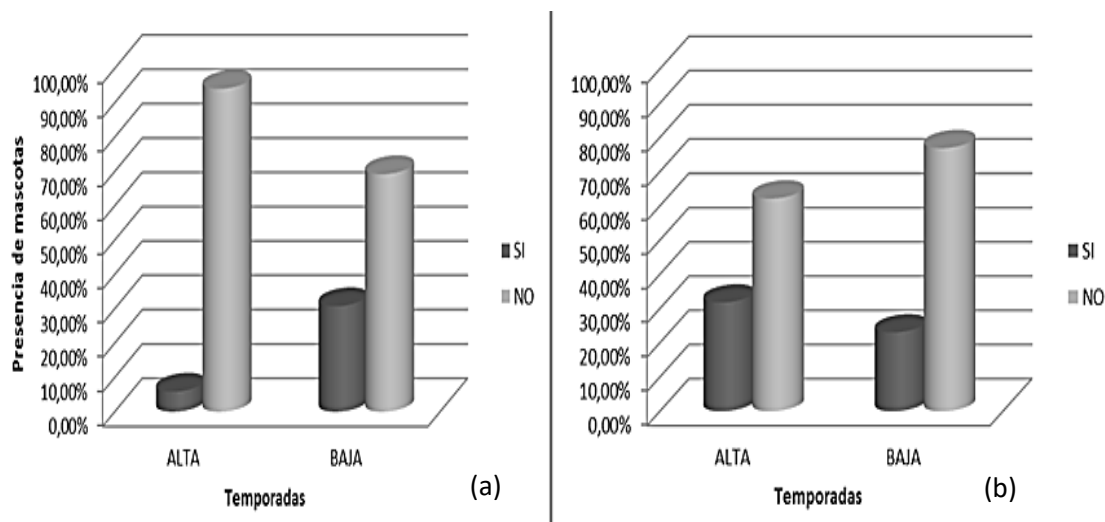 Presencia de mascotas
100,00%
90,00%
80,00%
70,00%
60,00%
50,00%
40,00%
30,00%
20,00%
10,00%
0,00%
ALTA
BAJA
Temporadas
SI
NO
(a)
100,00%
90,00%
80,00%
70,00%
60,00%
50,00%
40,00%
30,00%
20,00%
10,00%
0,00%
ALTA
BAJA
Temporadas
SI
NO
(b)